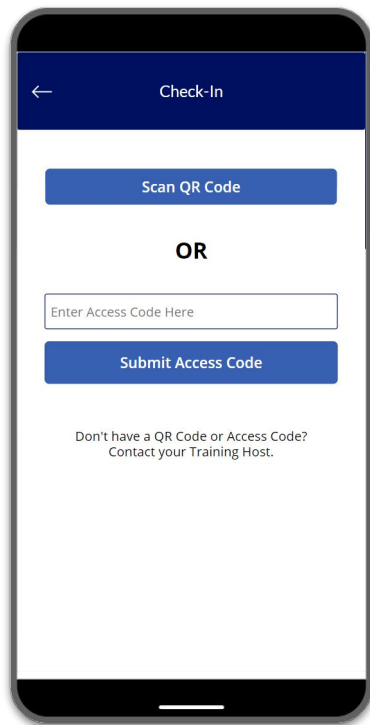 Check-In
Scan QR Code
OR
Enter Access Code Here
Submit Access Code
Don't have a QR Code or Access Code?
Contact your Training Host.